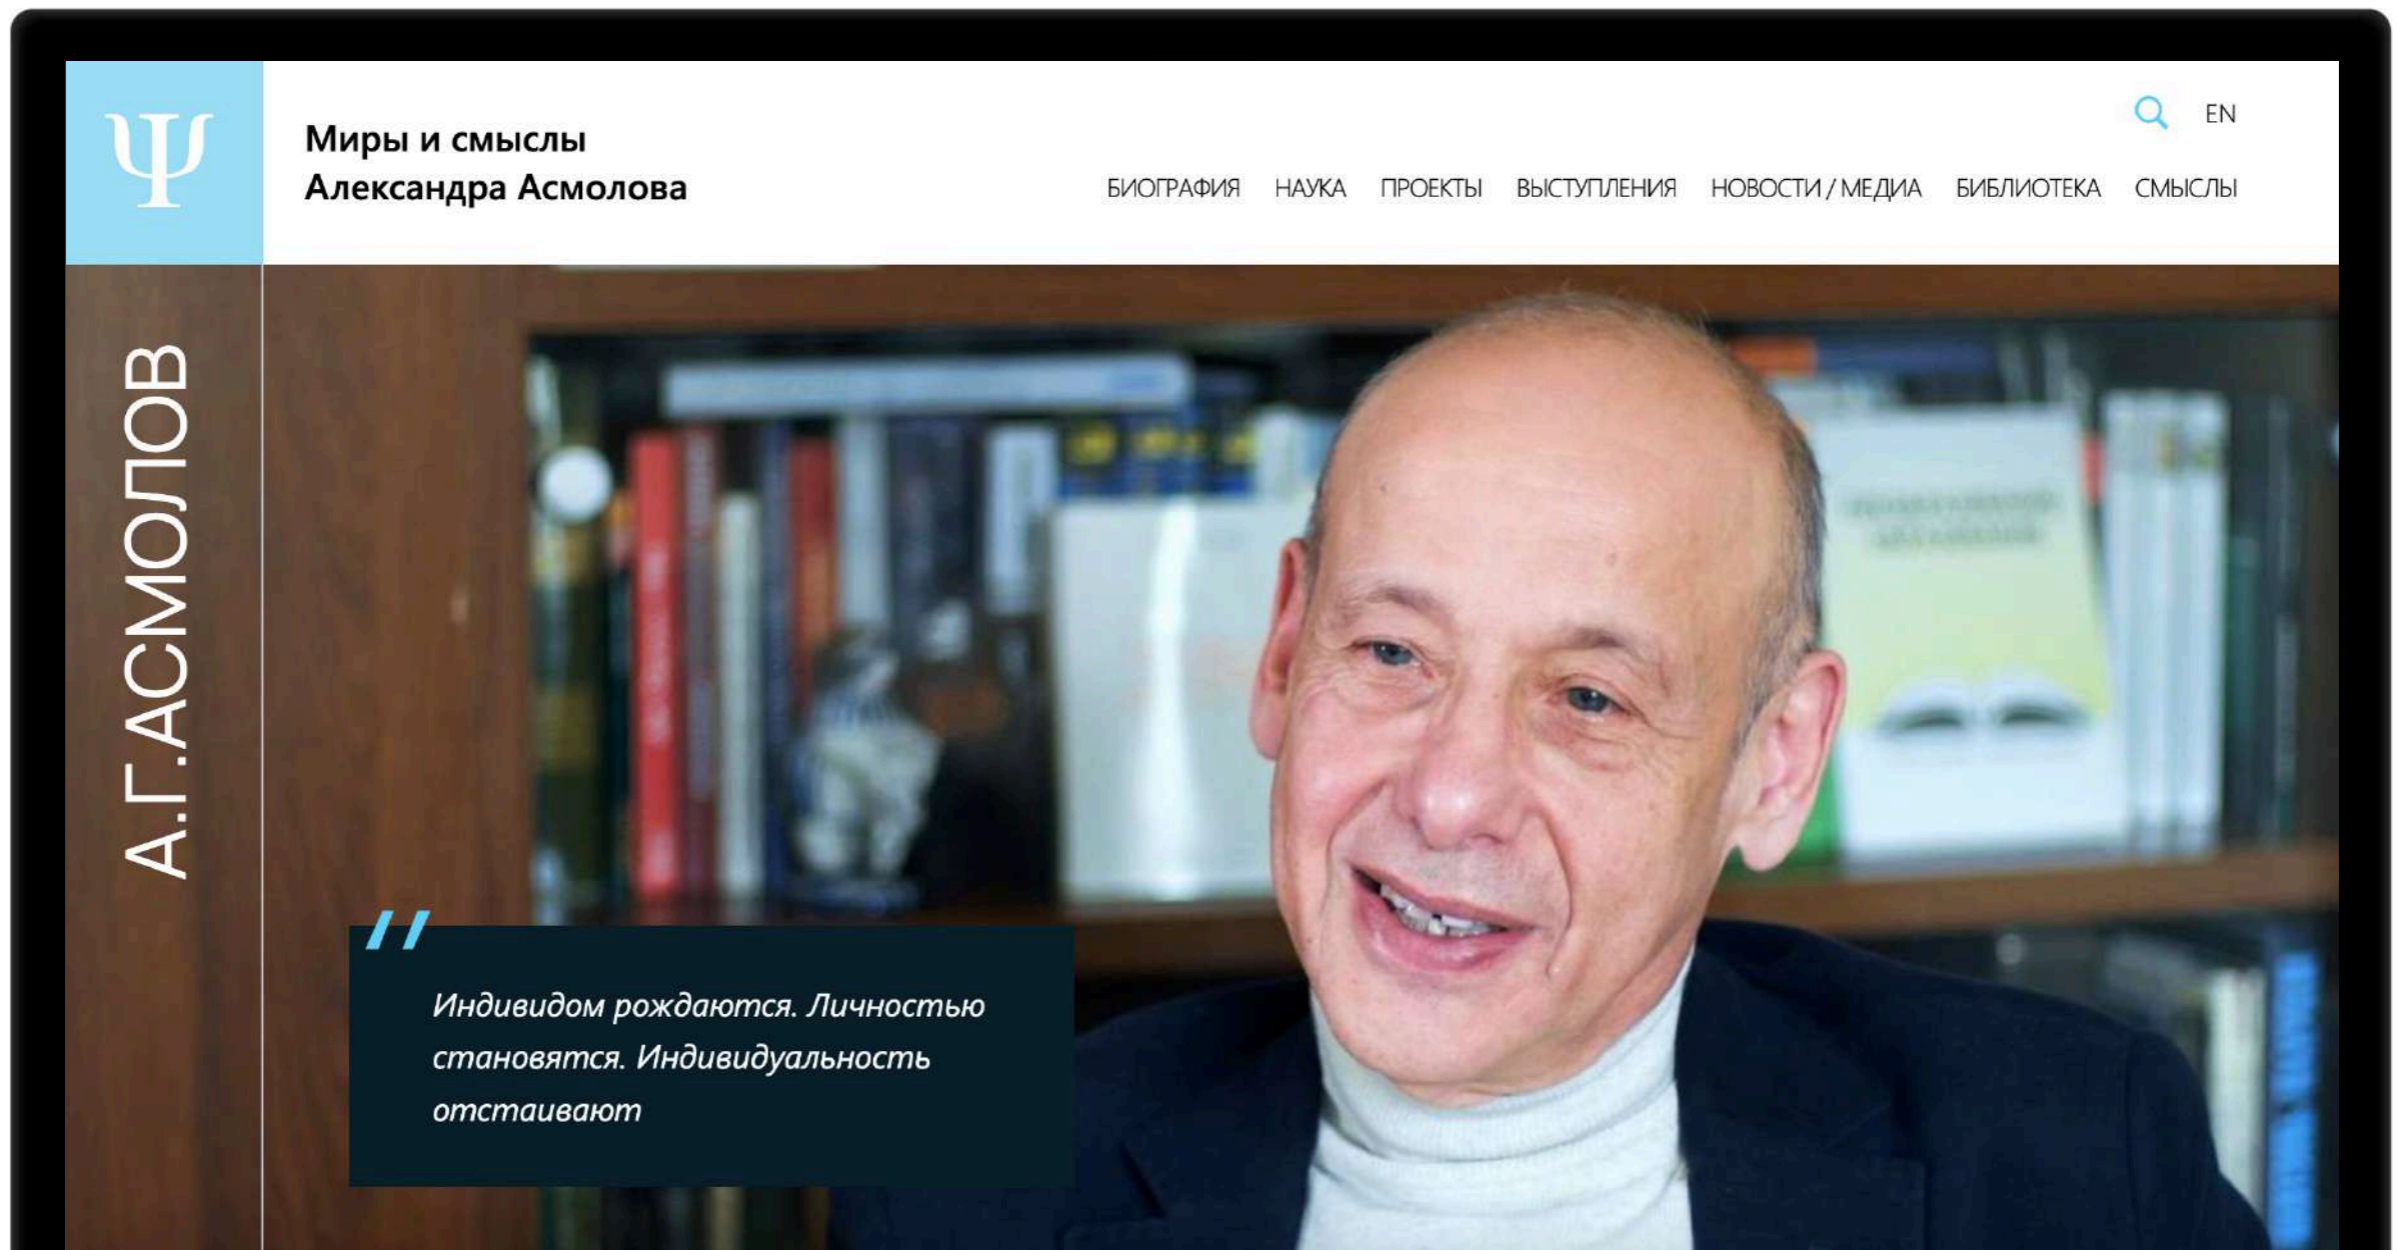 Ψ
Миры и смыслы
Александра Асмолова
EN
БИОГРАФИЯ НАУКА ПРОЕКТЫ ВЫСТУПЛЕНИЯ НОВОСТИ / МЕДИА БИБЛИОТЕКА СМЫСЛЫ
А.Г.АСМОЛОВ
Индивидом рождаются. Личностью
становятся. Индивидуальность
отстаивают